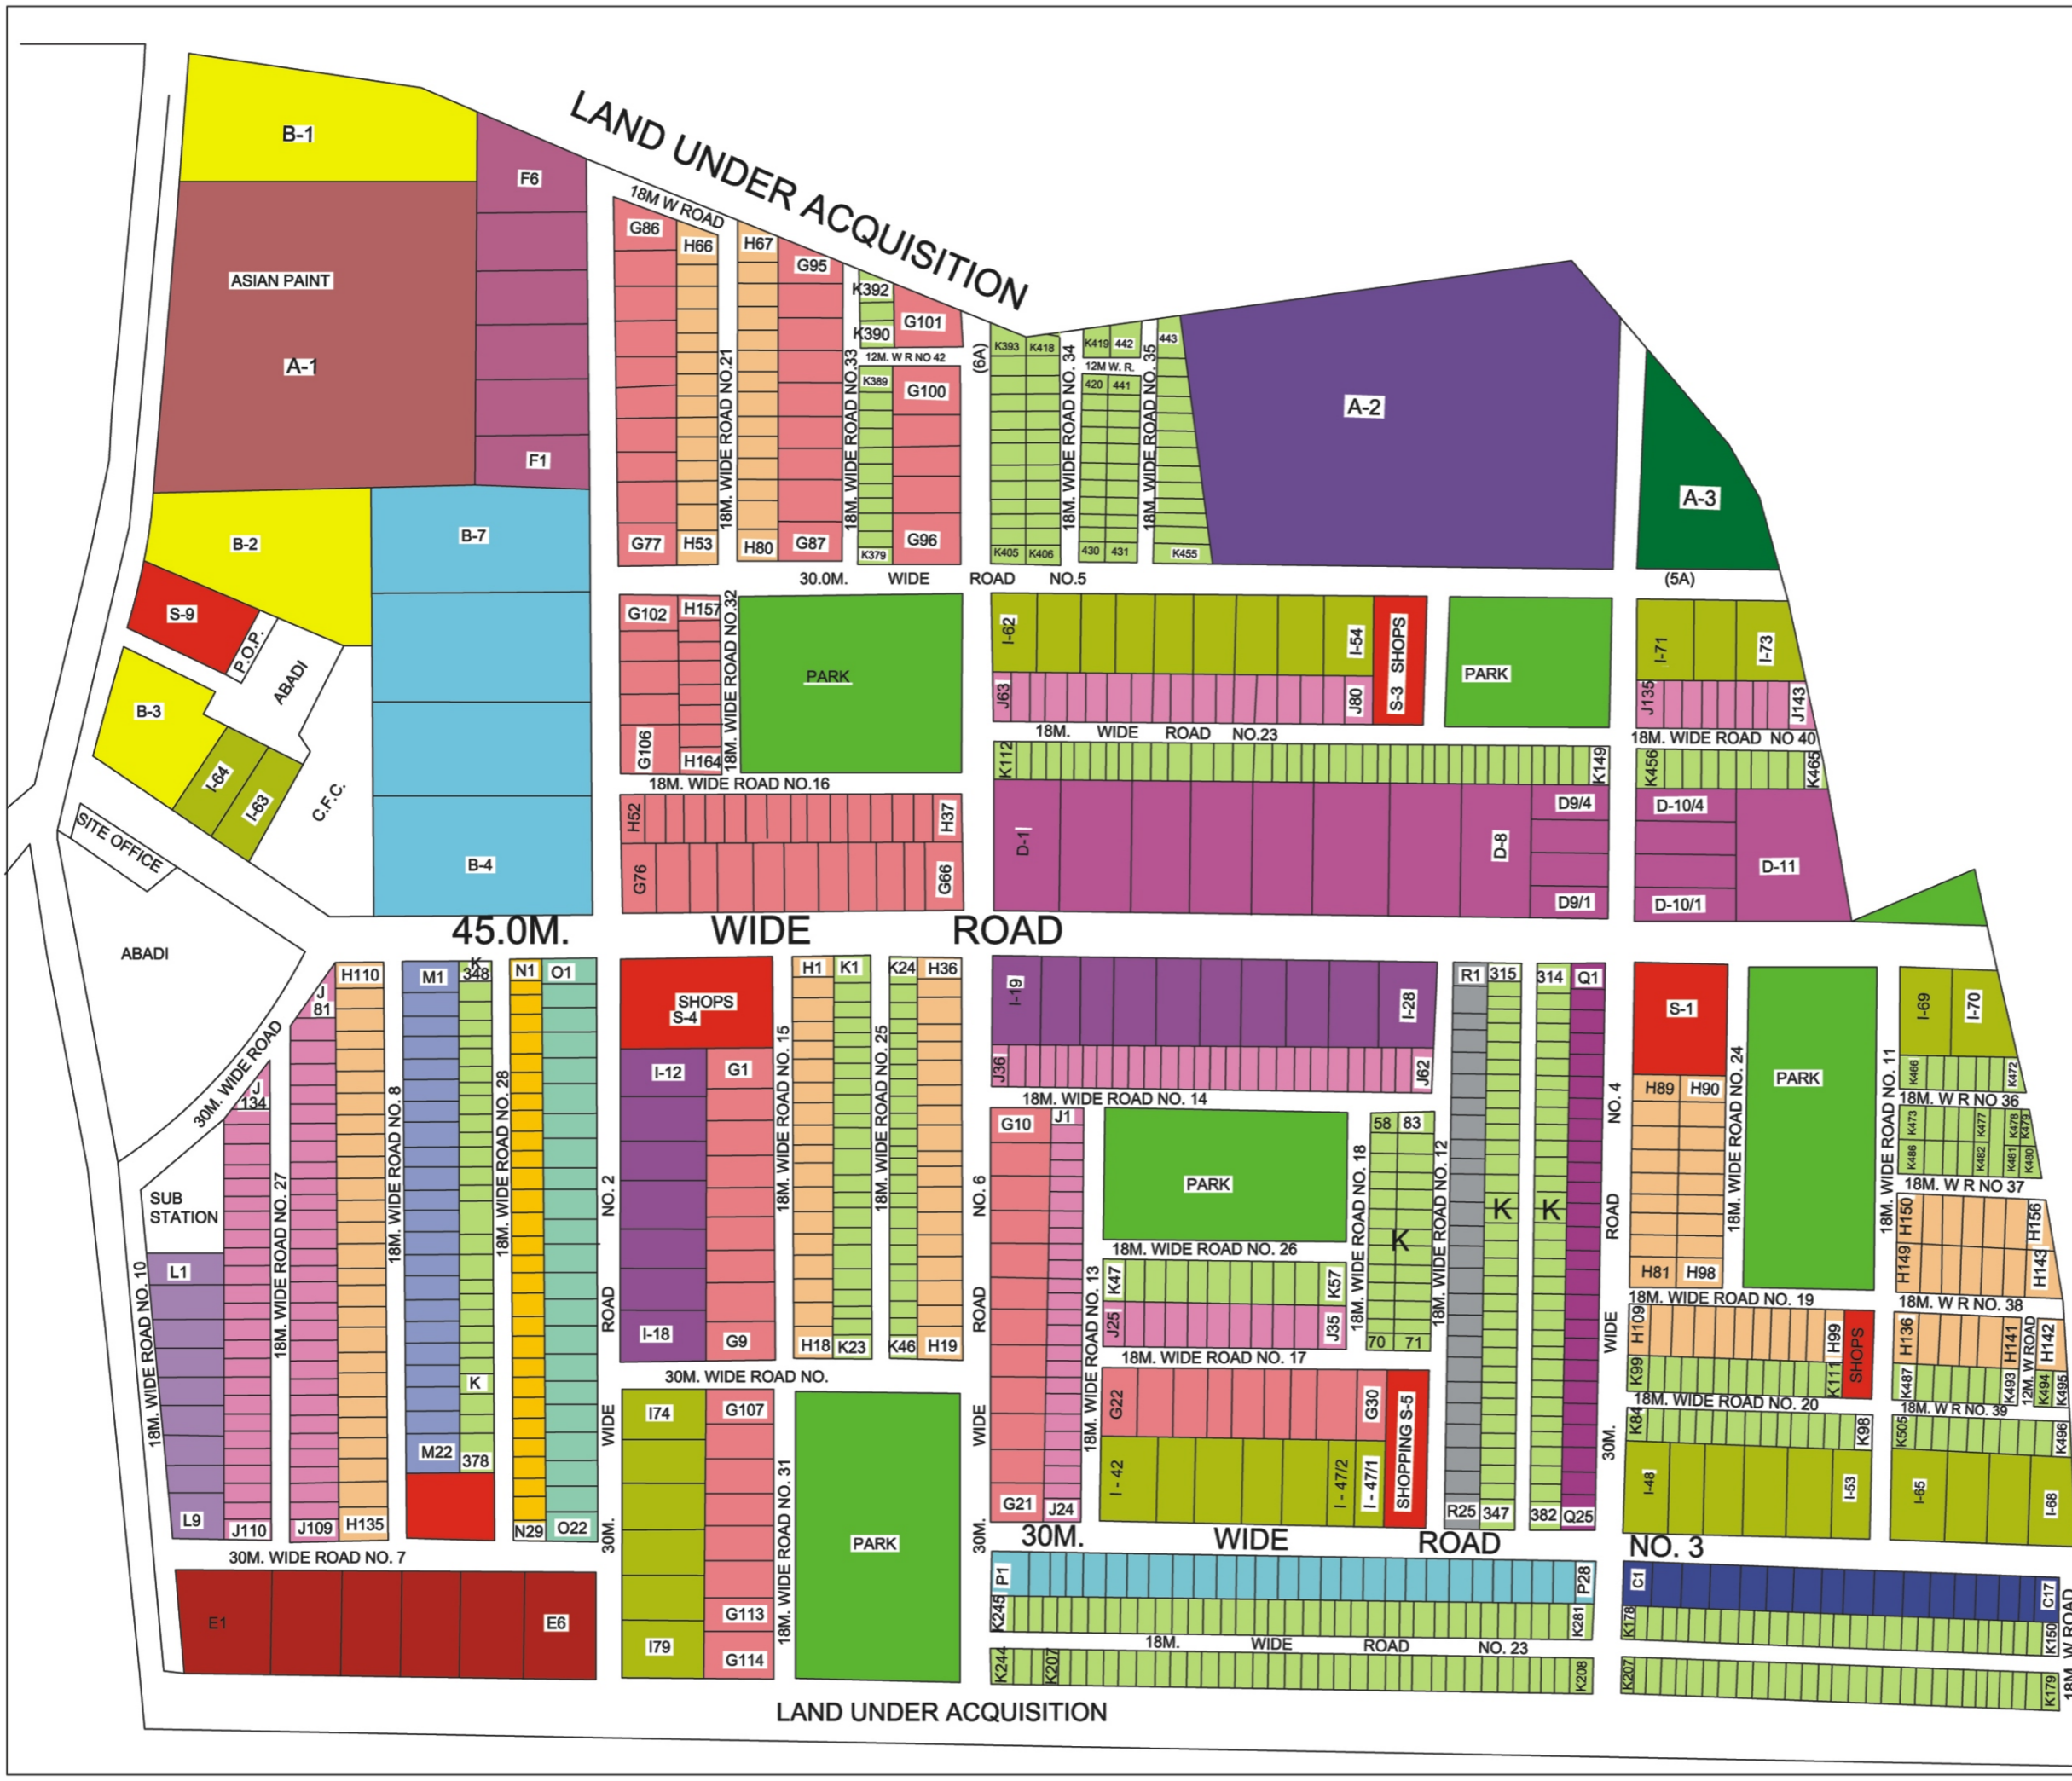 LAND UNDER ACQUISITION
B-1
F6
ASIAN PAINT
A-1
F1
B-2
B-7
S-9
P.O.P.
ABADI
B-3
I-64
I-63
C.F.C.
B-4
SITE OFFICE
ABADI
18M W ROAD
G86
H66
H67
G95
K392
K390
G101
12M. W R NO 42
K389
G100
18M. WIDE ROAD NO.21
18M. WIDE ROAD NO.33
G77
H53
H80
G87
K379
G96
(6A)
K393
K418
18M. WIDE ROAD NO. 34
K419
442
12M W. R.
420
441
18M. WIDE ROAD NO. 35
443
K405
K406
430
431
K455
A-2
A-3
30.0M. WIDE ROAD NO.5
(5A)
G102
H157
18M. WIDE ROAD NO.32
PARK
G106
H164
18M. WIDE ROAD NO.16
H52
H37
G76
G66
I-62
I-54
S-3 SHOPS
J63
J80
PARK
18M. WIDE ROAD NO.23
K112
K149
D-1
D-8
D9/4
D9/1
I-71
I-73
J135
J143
18M. WIDE ROAD NO 40
K456
K465
D-10/4
D-11
D-10/1
45.0M. WIDE ROAD
30M. WIDE ROAD
J
81
H110
J
134
M1
K
348
N1
O1
18M. WIDE ROAD NO. 8
18M. WIDE ROAD NO. 28
18M. WIDE ROAD NO. 27
SUB
STATION
18M. WIDE ROAD NO. 10
L1
L9
J110
J109
H135
M22
K
378
N29
O22
30M. WIDE ROAD NO. 2
30M. WIDE ROAD NO. 7
E1
E6
SHOPS
S-4
I-12
G1
I-18
G9
18M. WIDE ROAD NO. 15
H1
K1
18M. WIDE ROAD NO. 25
K24
H36
H18
K23
K46
H19
30M. WIDE ROAD NO.
I74
G107
18M. WIDE ROAD NO. 31
PARK
G113
I79
G114
30M. WIDE ROAD NO. 6
I-19
I-28
J36
J62
18M. WIDE ROAD NO. 14
G10
J1
PARK
58
83
18M. WIDE ROAD NO. 18
K
18M. WIDE ROAD NO. 12
70
71
18M. WIDE ROAD NO. 26
K47
K57
J25
J35
18M. WIDE ROAD NO. 17
18M. WIDE ROAD NO. 13
G22
G30
I - 42
I - 47/2
I - 47/1
SHOPPING S-5
G21
J24
R1
315
314
Q1
K
K
R25
347
382
Q25
30M. WIDE ROAD NO. 4
30M. WIDE ROAD NO. 3
P1
P28
K245
K281
18M. WIDE ROAD NO. 23
K244
K207
K208
S-1
H89
H90
H81
H98
18M. WIDE ROAD NO. 24
PARK
18M. WIDE ROAD NO. 11
18M. WIDE ROAD NO. 19
H109
H99
SHOPS
K99
K111
18M. WIDE ROAD NO. 20
K84
K98
I-48
I-53
I-69
I-70
K466
K472
18M. W R NO 36
K473
K477
K478
K479
K486
K482
K481
K480
18M. W R NO 37
H150
H156
H149
H143
18M. W R NO. 38
H136
H141
12M. W ROAD
H142
K487
K493
K494
K495
18M. W R NO. 39
K505
K496
I-65
I-68
C1
C17
K178
K150
K207
K179
18M. W ROAD
LAND UNDER ACQUISITION